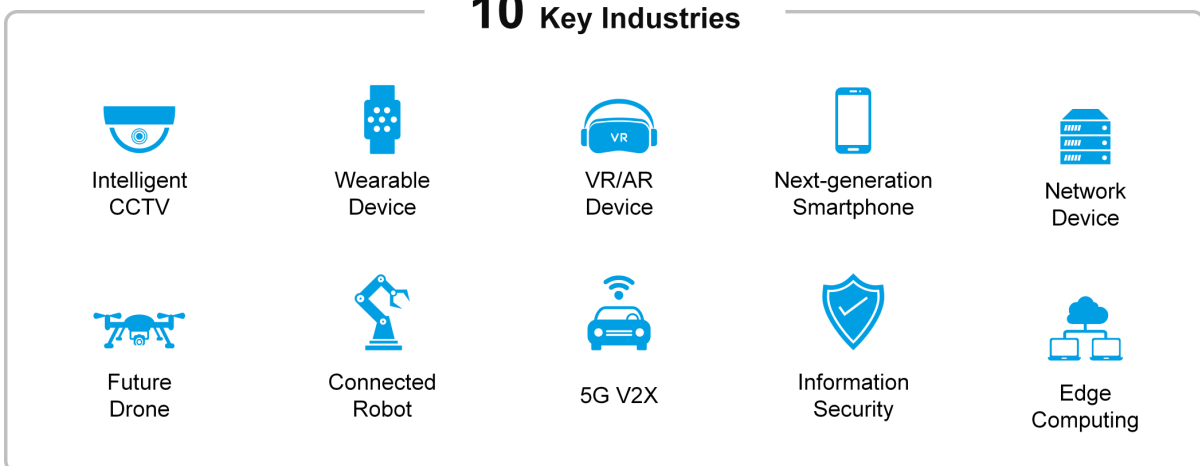 10 Key Industries
VR
Intelligent
CCTV
Wearable
Device
VR/AR
Device
Next-generation
Smartphone
Network
Device
Future
Drone
Connected
Robot
5G V2X
Information
Security
Edge
Computing